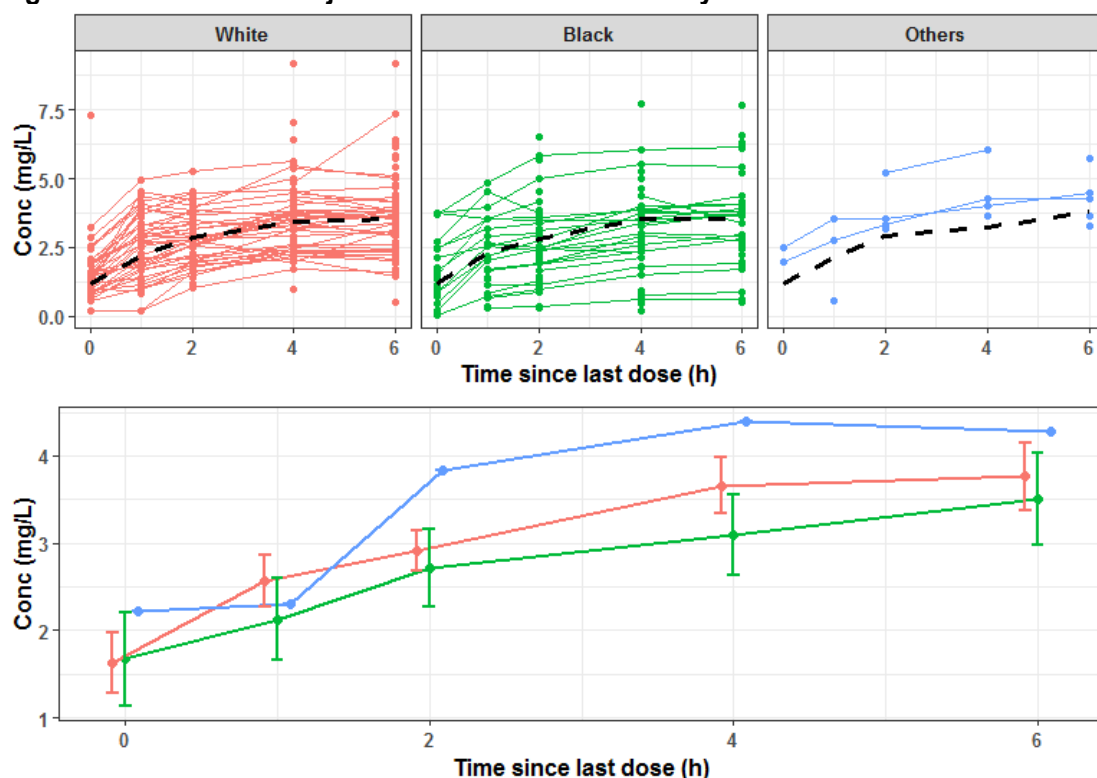 White Black Others
Conc (mg/L)
7.5
5.0
2.5
0.0
0 2 4 6 0 2 4 6 0 2 4 6
Time since last dose (h)
Conc (mg/L)
4
3
2
1
0 2 4 6
Time since last dose (h)